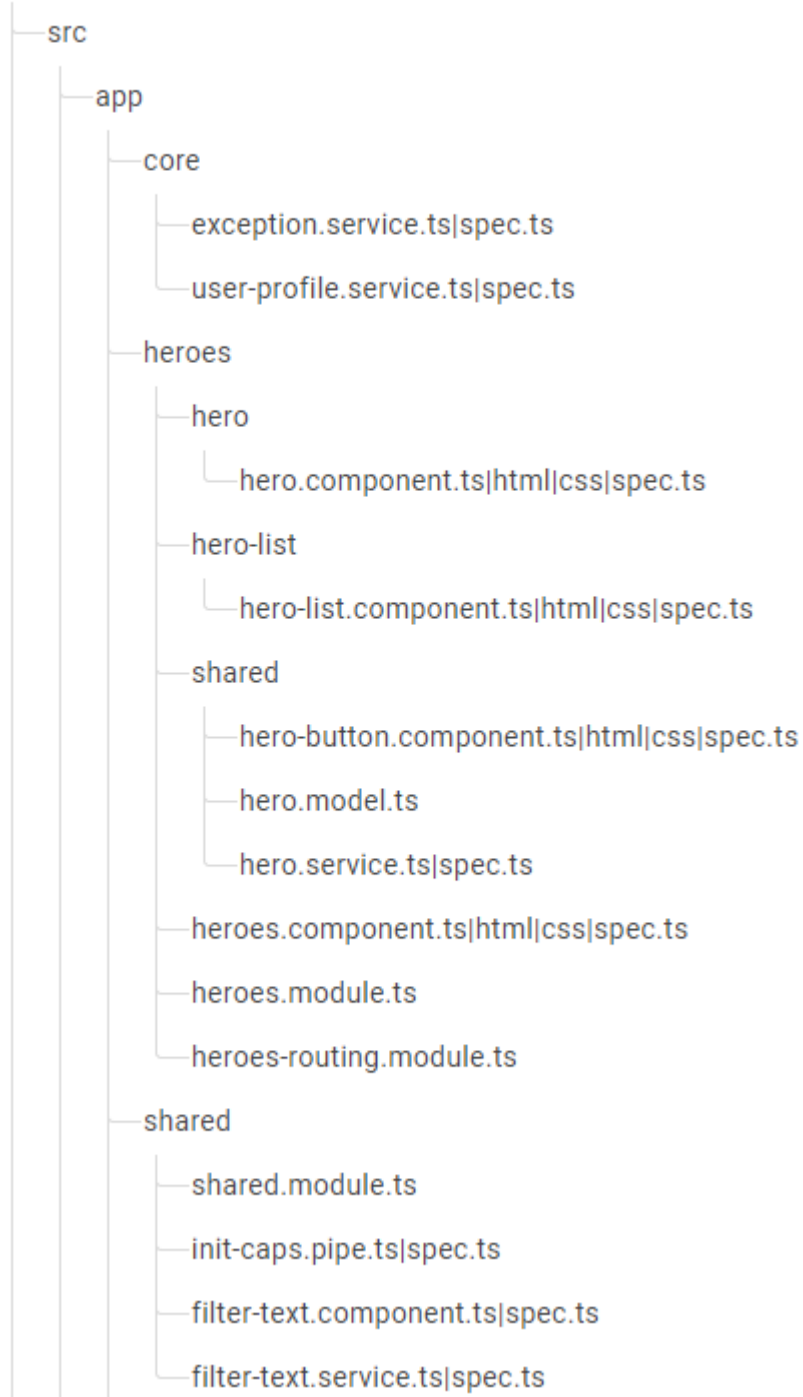 src
app
core
exception.service.ts|spec.ts
user-profile.service.ts|spec.ts
heroes
hero
hero.component.ts|html|css|spec.ts
hero-list
hero-list.component.ts|html|css|spec.ts
shared
hero-button.component.ts|html|css|spec.ts
hero.model.ts
hero.service.ts|spec.ts
heroes.component.ts|html|css|spec.ts
heroes.module.ts
heroes-routing.module.ts
shared
shared.module.ts
init-caps.pipe.ts|spec.ts
filter-text.component.ts|spec.ts
filter-text.service.ts|spec.ts